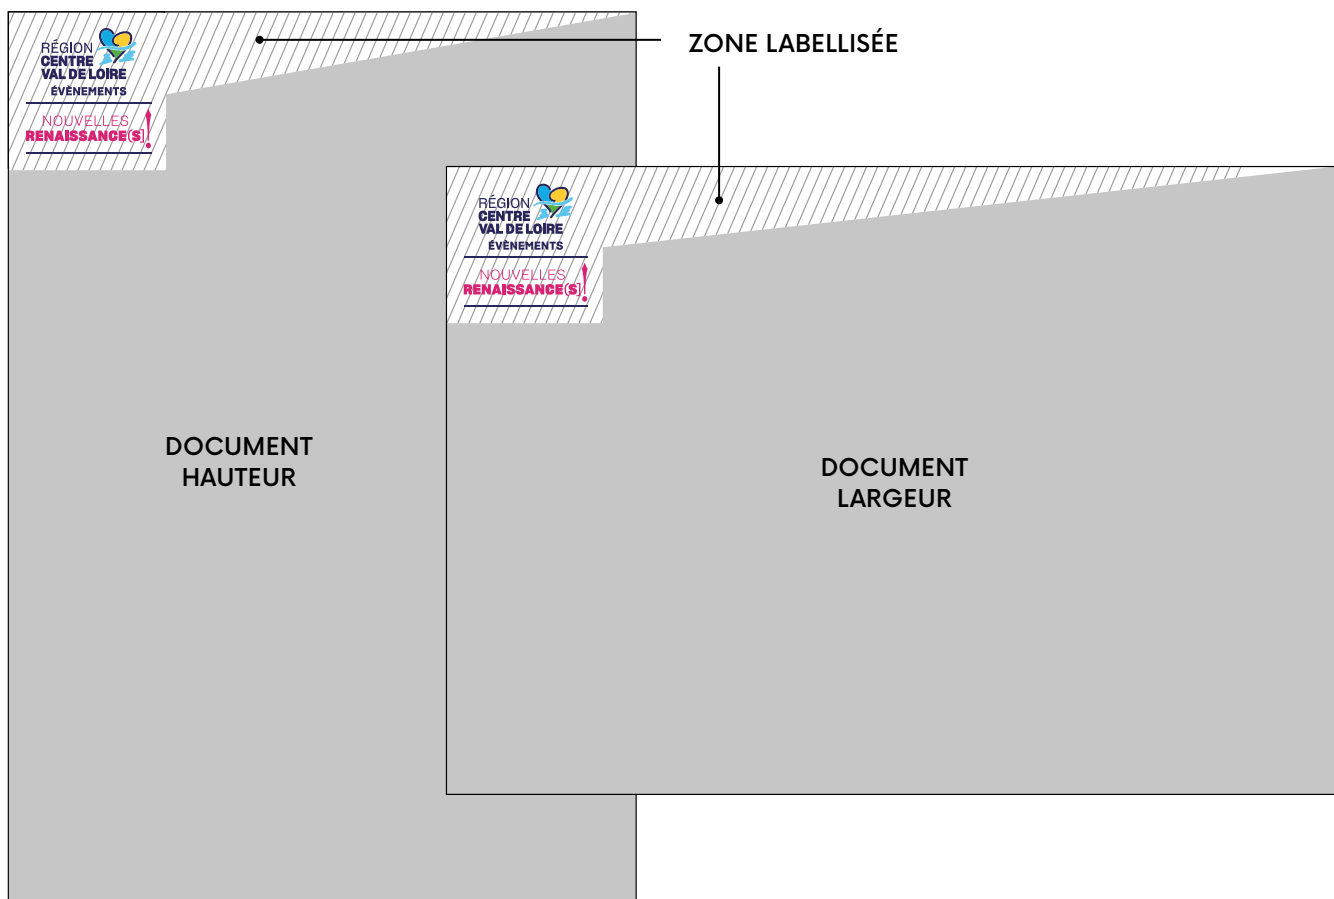 RÉGION
CENTRE
VAL DE LOIRE
ÉVÈNEMENTS
NOUVELLES
RENAISSANCE(S)!
ZONE LABELLISÉE
RÉGION
CENTRE
VAL DE LOIRE
ÉVÈNEMENTS
NOUVELLES
RENAISSANCE(S)!
DOCUMENT
HAUTEUR
DOCUMENT
LARGEUR